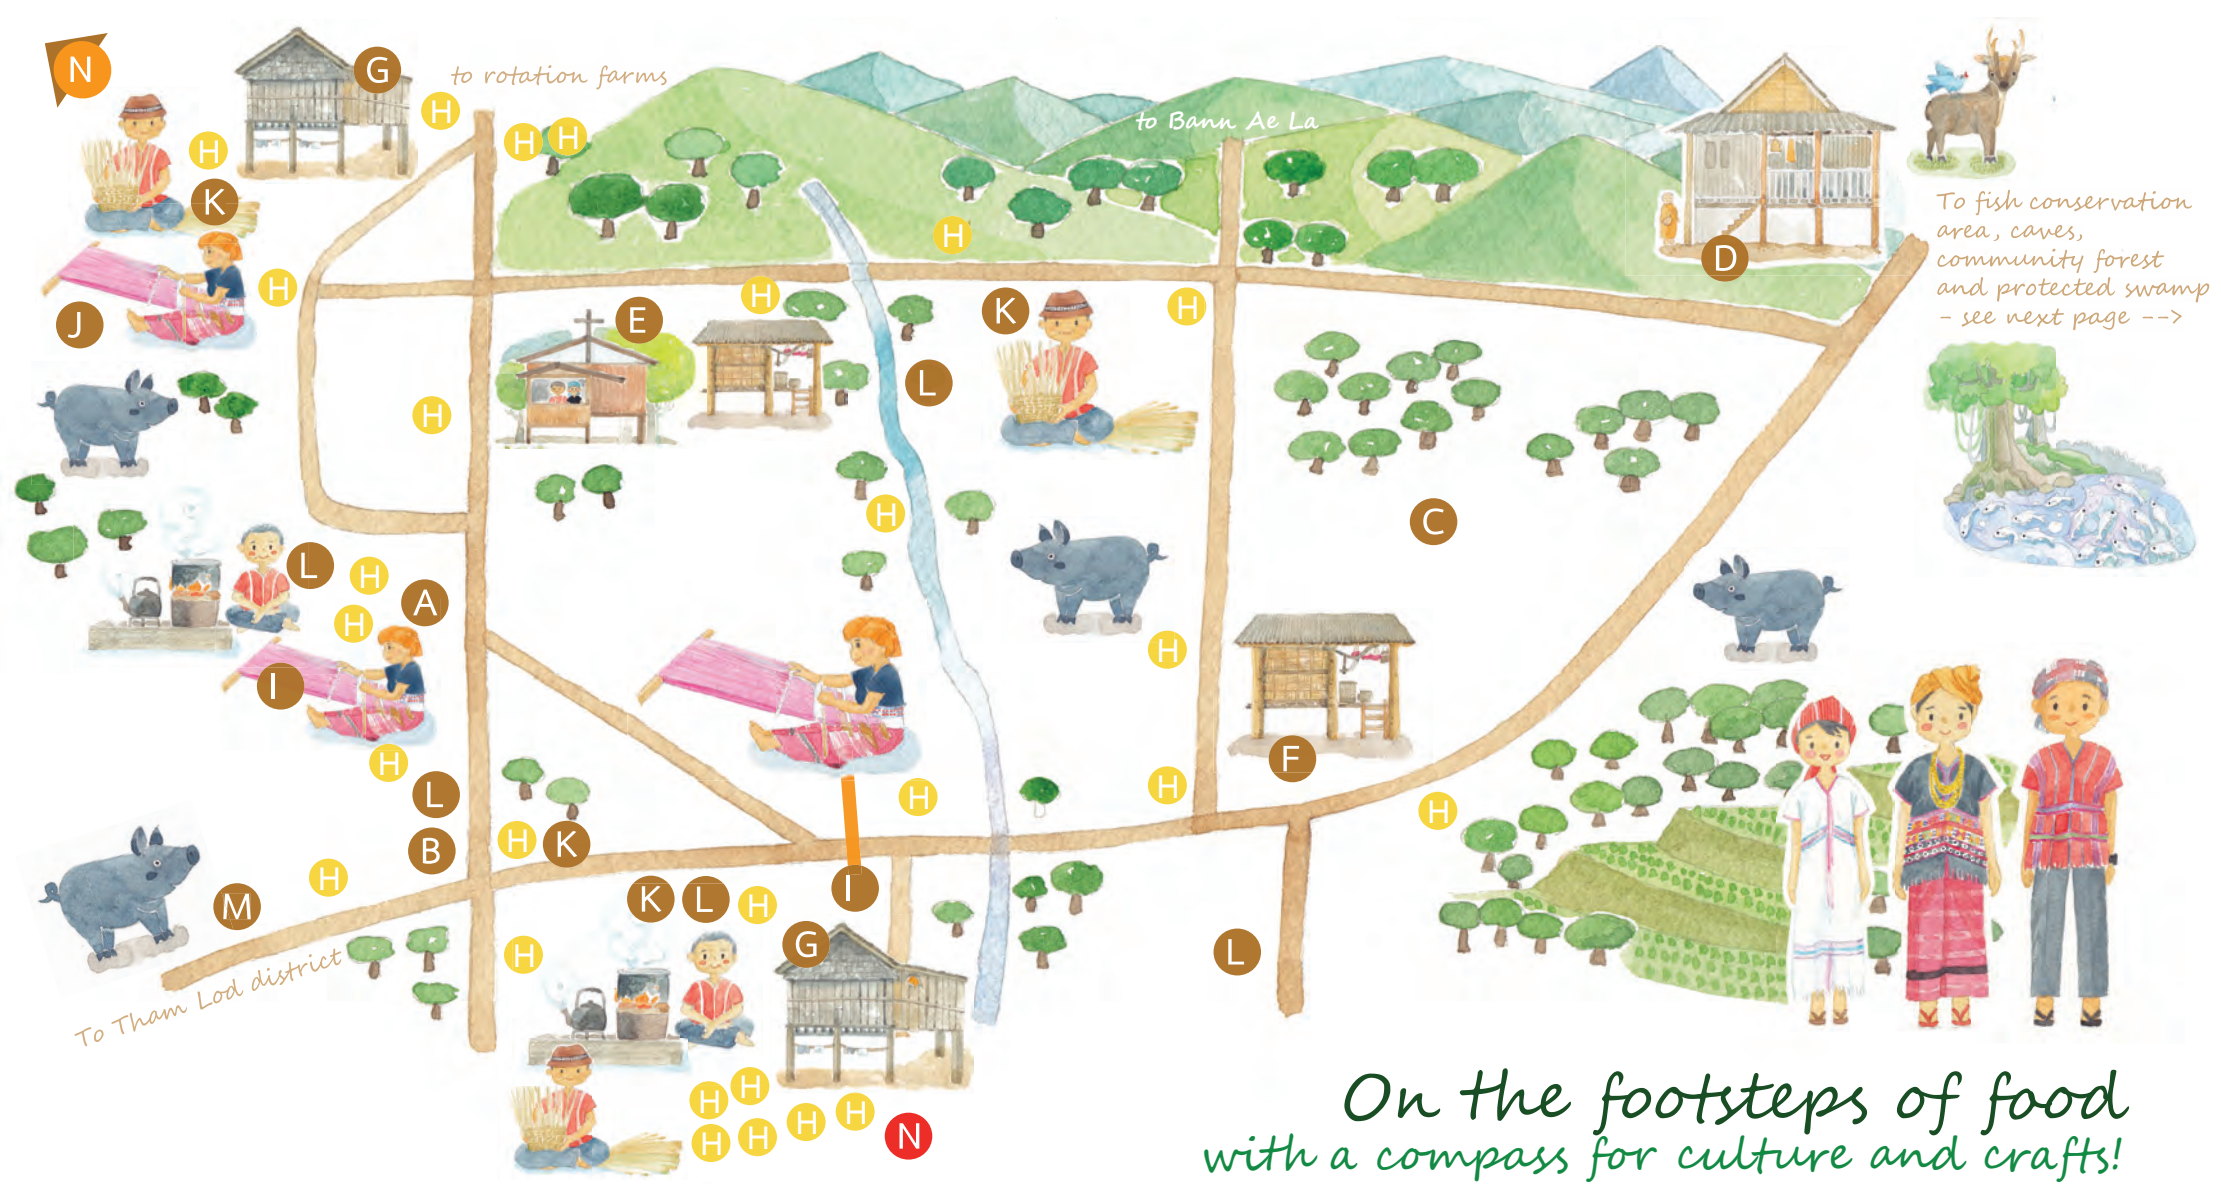 N
G
to rotation farms
H
H
H
to Bann Ae La
H
K
H
D
To fish conservation
area, caves,
community forest
and protected swamp
- see next page -->
J
H
E
H
K
H
L
H
H
C
L
H
A
H
I
H
F
H
L
H
H
H
B
H
K
M
H
K
L
H
I
G
H
L
To Tham Lod district
H
H
H
H
H
H
N
On the footsteps of food
with a compass for culture and crafts!